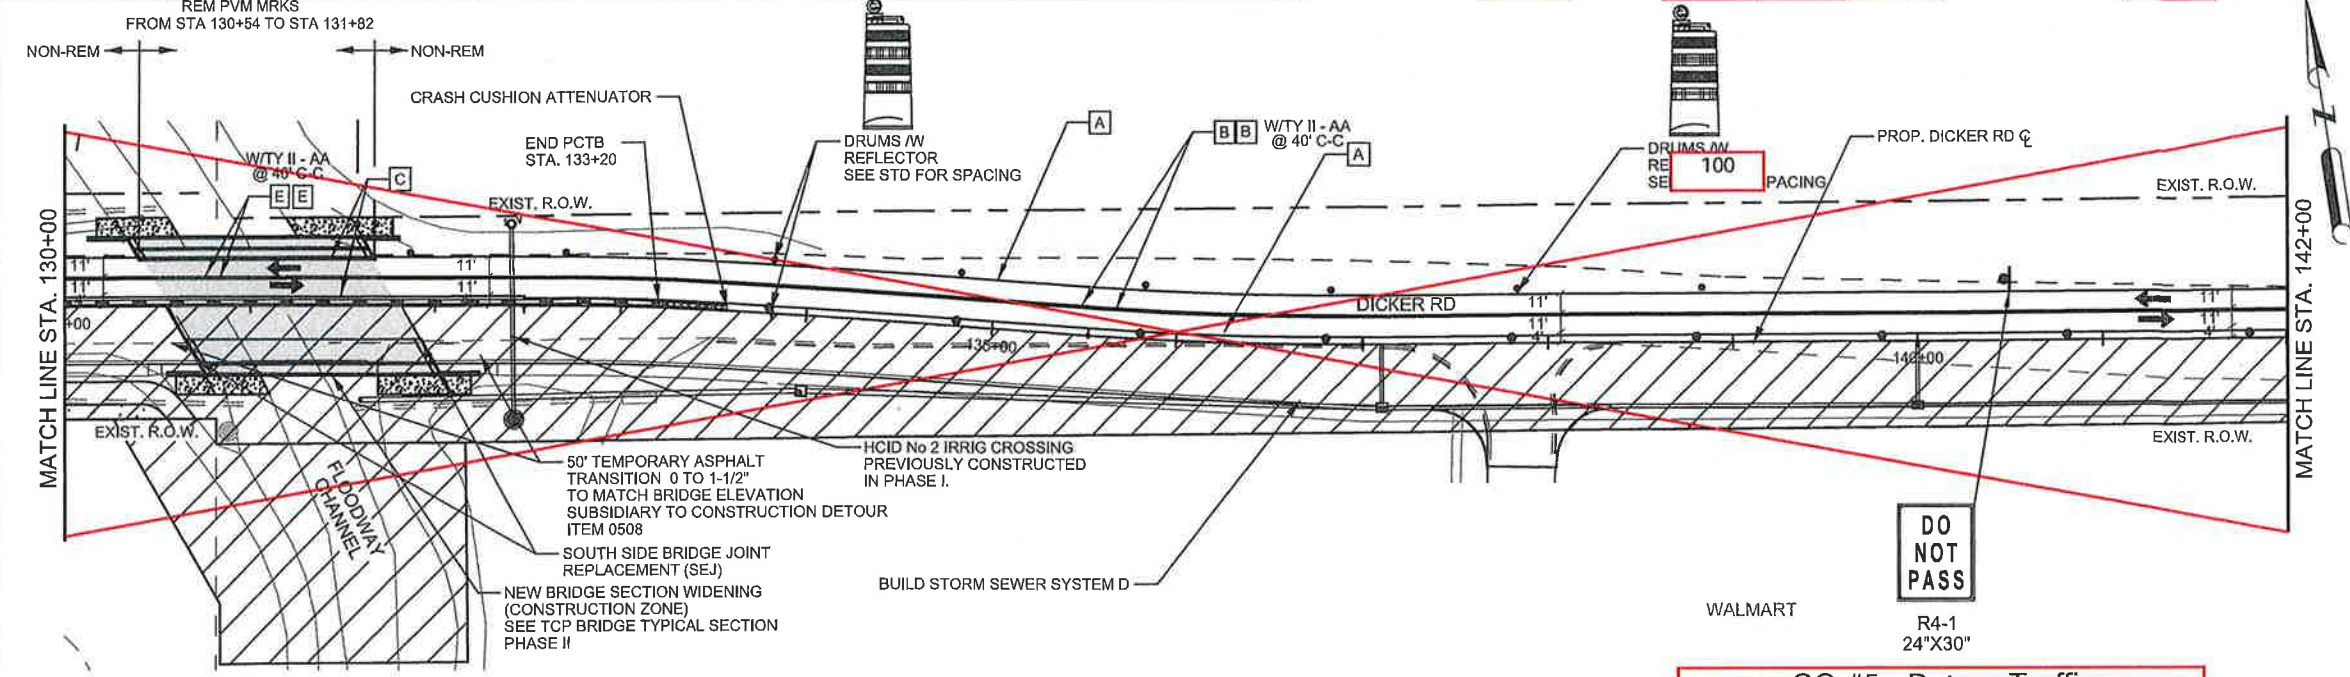 REM PVM MRKS
FROM STA 130+54 TO STA 131+82
NON-REM
NON-REM
CRASH CUSHION ATTENUATOR
END PCTB
STA. 133+20
W/TY II - AA
@ 40' C-C
E E
C
EXIST. R.O.W.
DRUMS /W
REFLECTOR
SEE STD FOR SPACING
A
B B
W/TY II - AA
@ 40' C-C
A
DRUMS /W
RE
SE
100
PACING
PROP. DICKER RD ℄
EXIST. R.O.W.
N
MATCH LINE STA. 130+00
11'
11'
11'
11'
+00
DICKER RD
11'
11'
4'
11'
11'
4'
135+00
140+00
MATCH LINE STA. 142+00
EXIST. R.O.W.
EXIST. R.O.W.
FLOODWAY
CHANNEL
50' TEMPORARY ASPHALT
TRANSITION 0 TO 1-1/2"
TO MATCH BRIDGE ELEVATION
SUBSIDIARY TO CONSTRUCTION DETOUR
ITEM 0508
HCID No 2 IRRIG CROSSING
PREVIOUSLY CONSTRUCTED
IN PHASE I.
SOUTH SIDE BRIDGE JOINT
REPLACEMENT (SEJ)
NEW BRIDGE SECTION WIDENING
(CONSTRUCTION ZONE)
SEE TCP BRIDGE TYPICAL SECTION
PHASE II
BUILD STORM SEWER SYSTEM D
WALMART
DO
NOT
PASS
R4-1
24"X30"